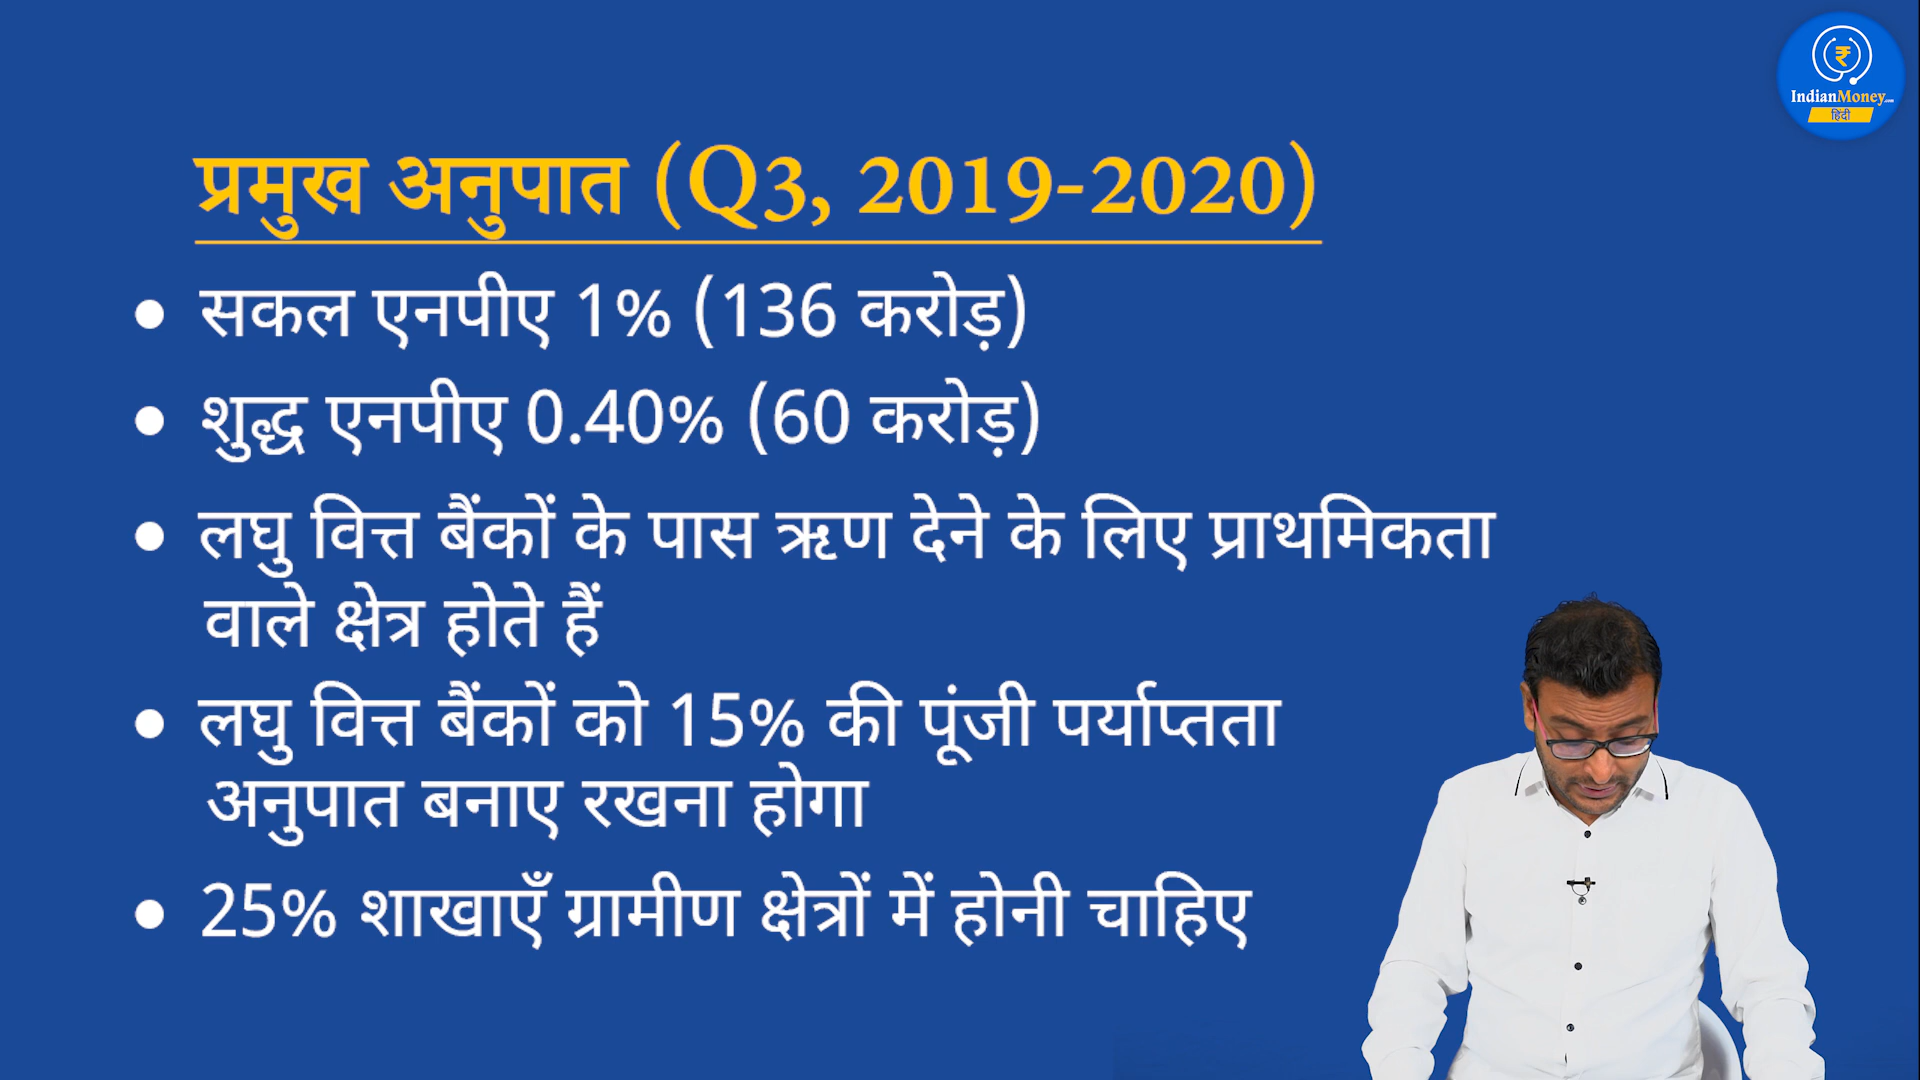 ₹
IndianMoney.com
हिंदी
प्रमुख अनुपात (Q3, 2019-2020)
• सकल एनपीए 1% (136 करोड़)
• शुद्ध एनपीए 0.40% (60 करोड़)
• लघु वित्त बैंकों के पास ऋण देने के लिए प्राथमिकता
वाले क्षेत्र होते हैं
• लघु वित्त बैंकों को 15% की पूंजी पर्याप्तता
अनुपात बनाए रखना होगा
• 25% शाखाएँ ग्रामीण क्षेत्रों में होनी चाहिए